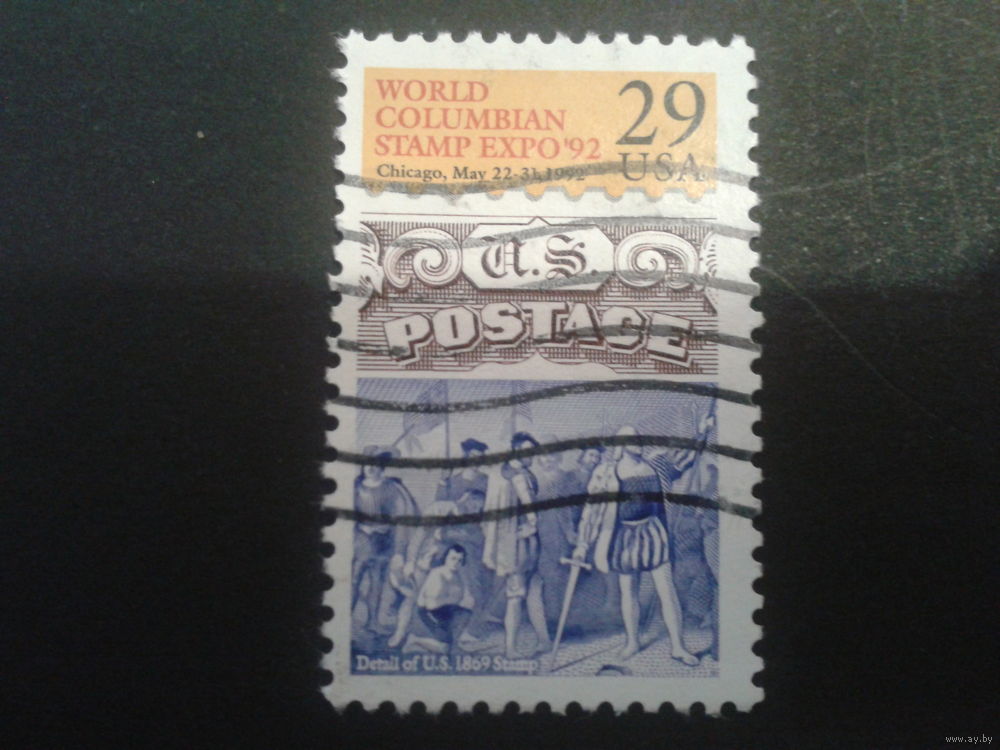 WORLD
COLUMBIAN
STAMP EXPO '92
Chicago, May 22-31, 1992
29
USA
U.S.
POSTAGE
Detail of U.S. 1869 Stamp
www.ay.by